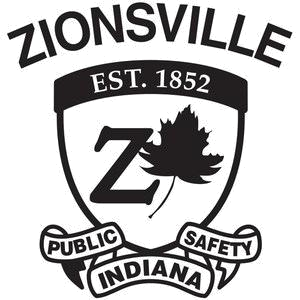 ZIONSVILLE
EST. 1852
Z
PUBLIC SAFETY
INDIANA